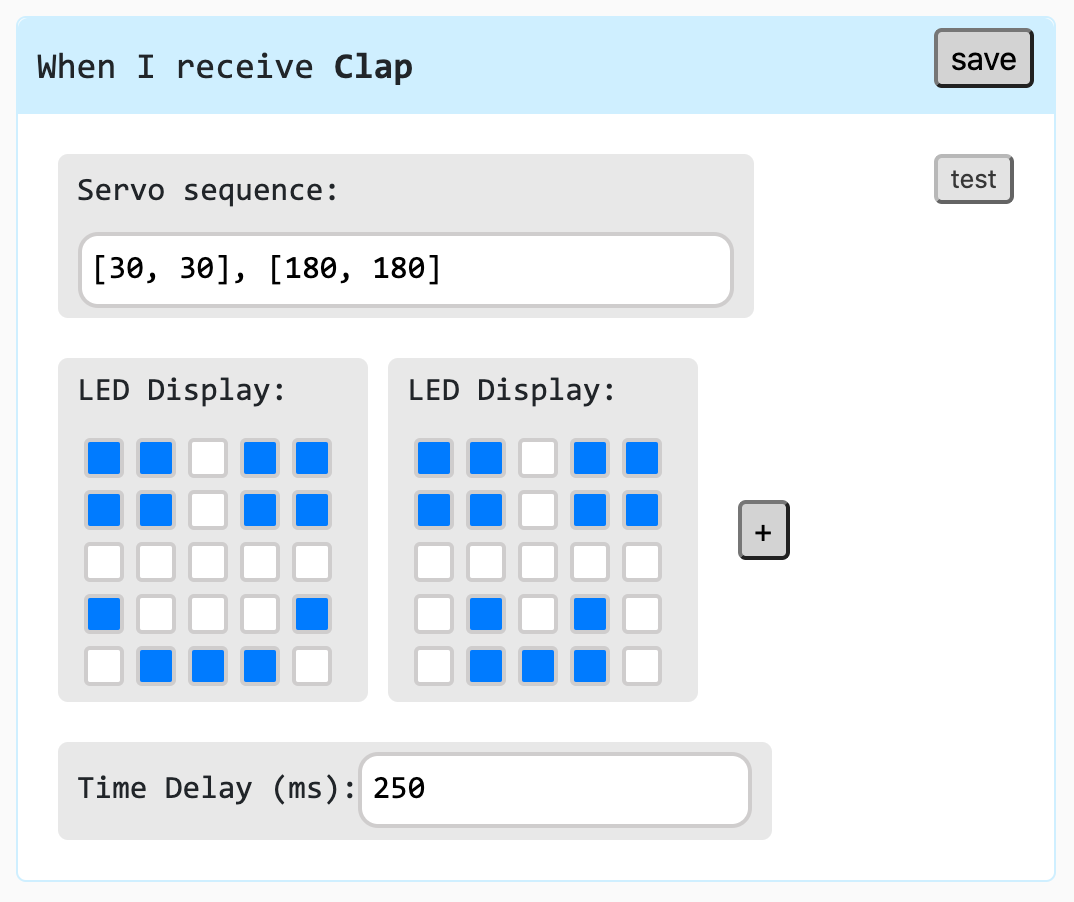 When I receive Clap
save
Servo sequence:
test
[30, 30], [180, 180]
LED Display:
LED Display:
+
Time Delay (ms):
250